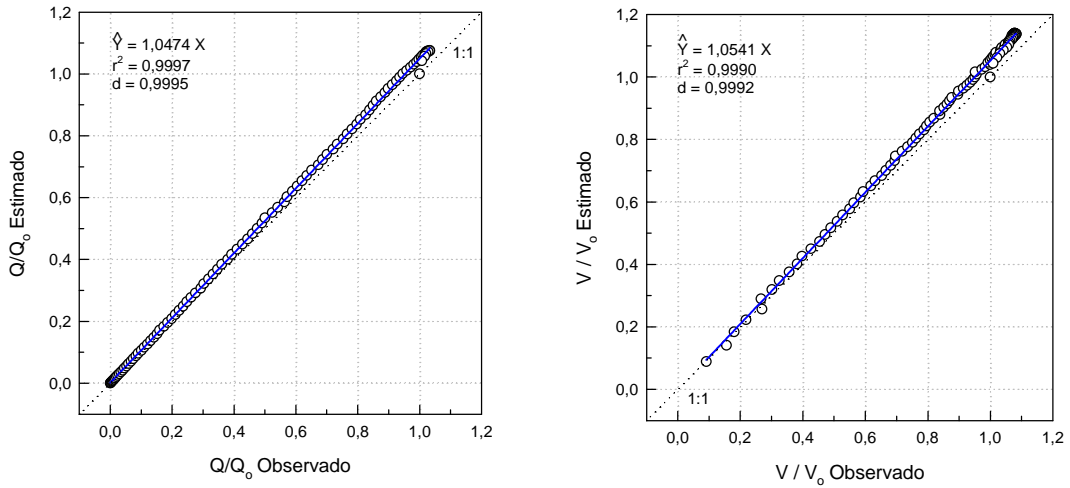 1,2
Ŷ = 1,0474 X
r² = 0,9997
d = 0,9995
1:1
1,0
0,8
0,6
0,4
0,2
0,0
Q/Qo Estimado
0,0 0,2 0,4 0,6 0,8 1,0 1,2
Q/Qo Observado
1,2
Ŷ = 1,0541 X
r² = 0,9990
d = 0,9992
1,0
0,8
0,6
0,4
0,2
0,0
1:1
V / Vo Estimado
0,0 0,2 0,4 0,6 0,8 1,0 1,2
V / Vo Observado